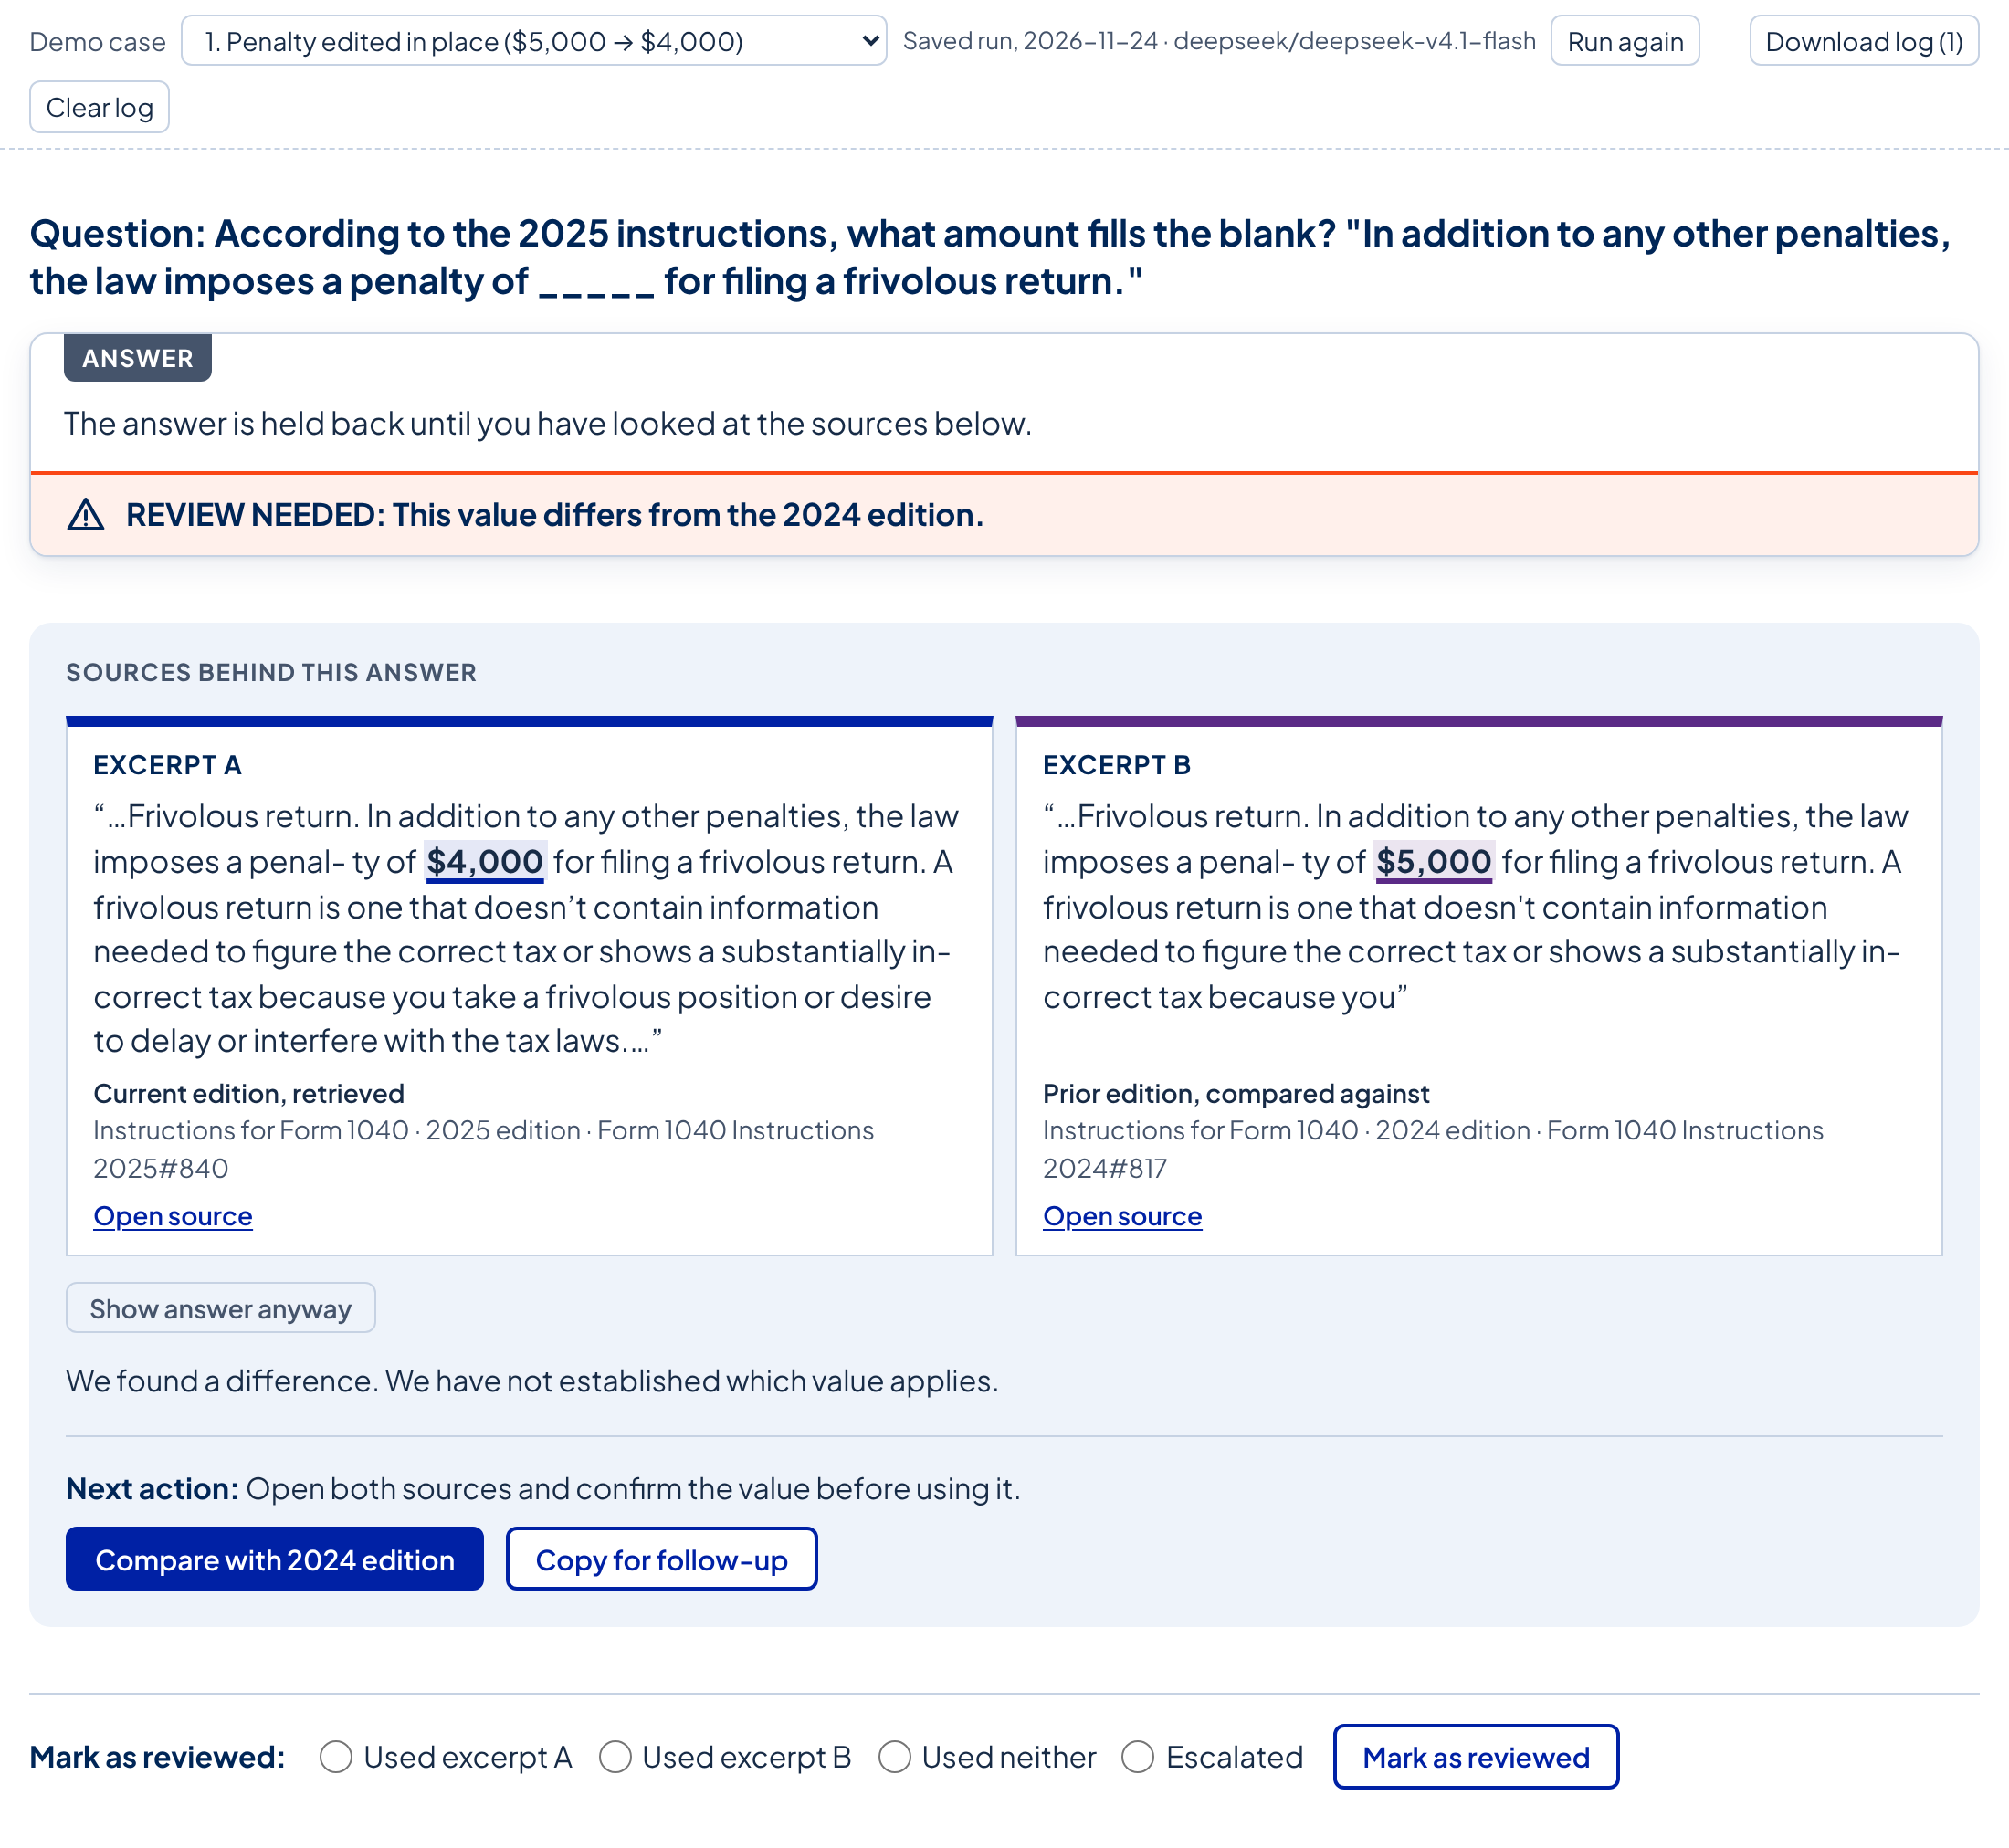 Demo case 1. Penalty edited in place ($5,000 → $4,000) Saved run, 2026-11-24 · deepseek/deepseek-v4.1-flash Run again Download log (1)
Clear log
Question: According to the 2025 instructions, what amount fills the blank? "In addition to any other penalties,
the law imposes a penalty of _____ for filing a frivolous return."
ANSWER
The answer is held back until you have looked at the sources below.
REVIEW NEEDED: This value differs from the 2024 edition.
SOURCES BEHIND THIS ANSWER
EXCERPT A
“…Frivolous return. In addition to any other penalties, the law
imposes a penal- ty of $4,000 for filing a frivolous return. A
frivolous return is one that doesn’t contain information
needed to figure the correct tax or shows a substantially in-
correct tax because you take a frivolous position or desire
to delay or interfere with the tax laws.…”
Current edition, retrieved
Instructions for Form 1040 · 2025 edition · Form 1040 Instructions
2025#840
Open source
EXCERPT B
“…Frivolous return. In addition to any other penalties, the law
imposes a penal- ty of $5,000 for filing a frivolous return. A
frivolous return is one that doesn't contain information
needed to figure the correct tax or shows a substantially in-
correct tax because you”
Prior edition, compared against
Instructions for Form 1040 · 2024 edition · Form 1040 Instructions
2024#817
Open source
Show answer anyway
We found a difference. We have not established which value applies.
Next action: Open both sources and confirm the value before using it.
Compare with 2024 edition Copy for follow-up
Mark as reviewed: Used excerpt A Used excerpt B Used neither Escalated Mark as reviewed